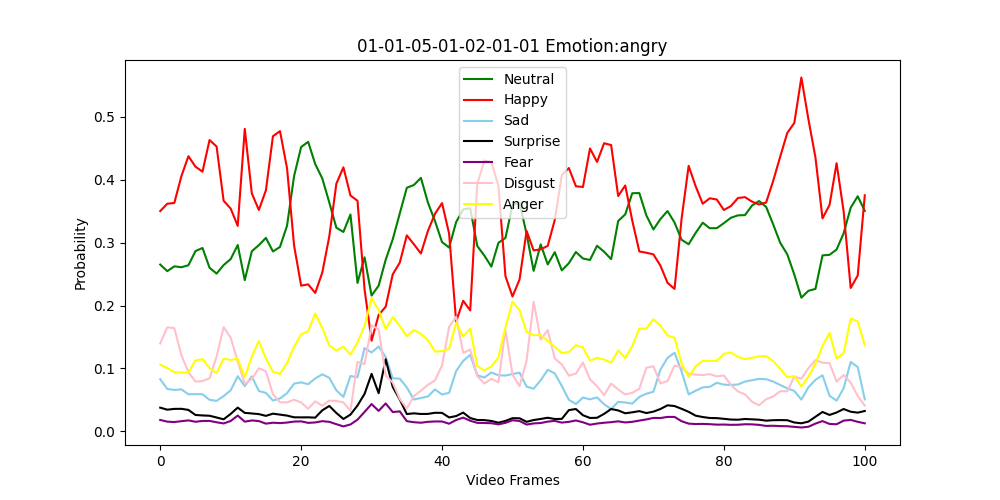 01-01-05-01-02-01-01 Emotion:angry
Neutral
Happy
Sad
Surprise
Fear
Disgust
Anger
Probability
0.5
0.4
0.3
0.2
0.1
0.0
0 20 40 60 80 100
Video Frames